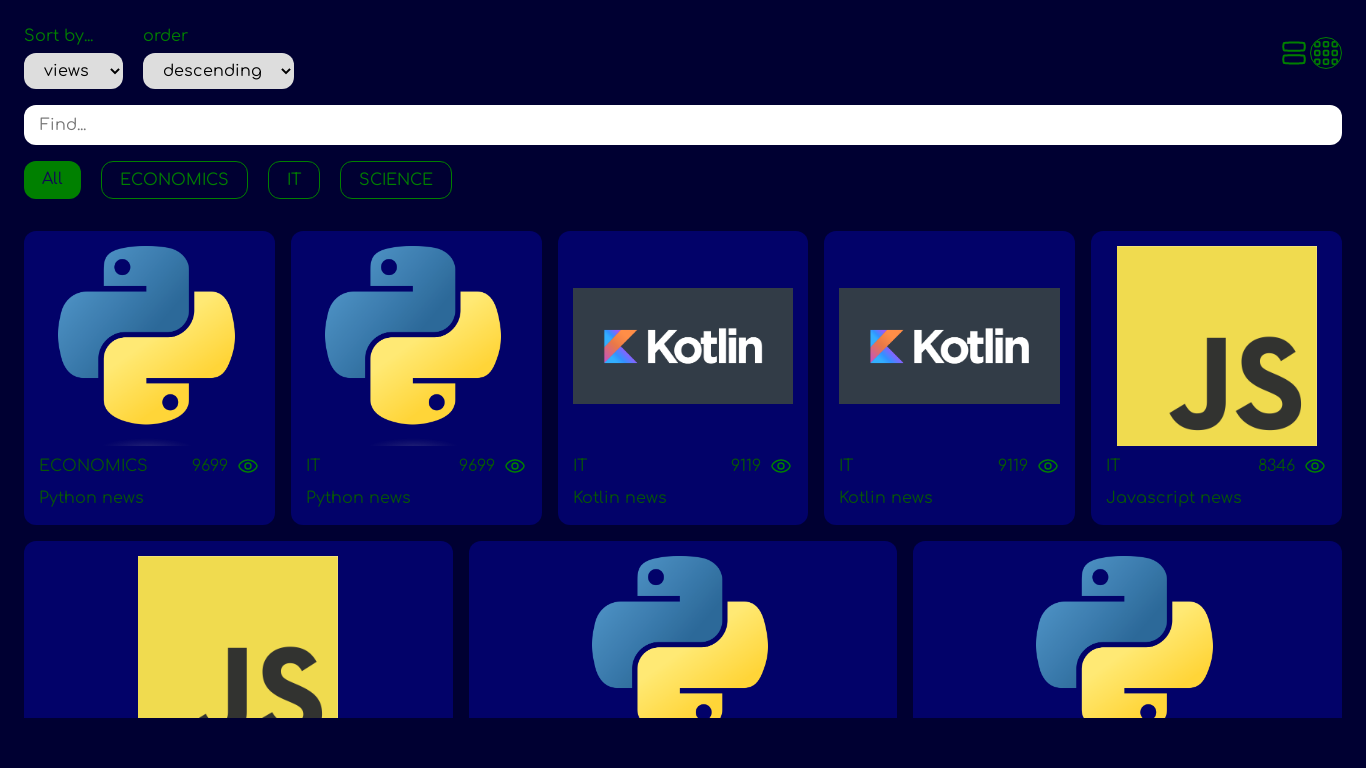 Sort by... order
views descending
Find...
All ECONOMICS IT SCIENCE
Kotlin Kotlin JS
ECONOMICS 9699 IT 9699 IT 9119 IT 9119 IT 8346
Python news Python news Kotlin news Kotlin news Javascript news
JS